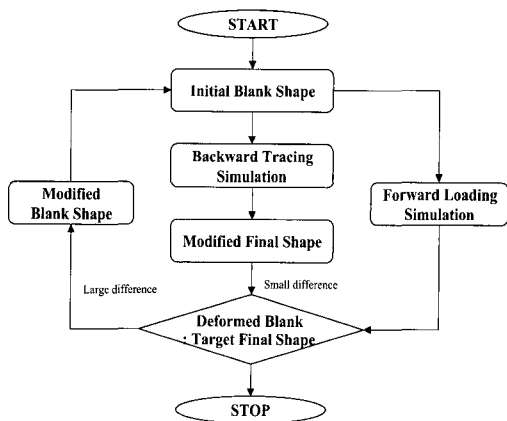 START
Initial Blank Shape
Backward Tracing
Simulation
Modified
Blank Shape
Forward Loading
Simulation
Modified Final Shape
Large difference
Small difference
Deformed Blank
: Target Final Shape
STOP